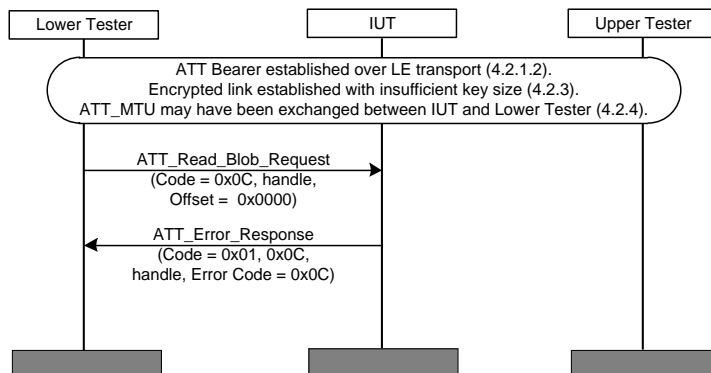 Lower Tester
IUT
Upper Tester
ATT Bearer established over LE transport (4.2.1.2).
Encrypted link established with insufficient key size (4.2.3).
ATT_MTU may have been exchanged between IUT and Lower Tester (4.2.4).
ATT_Read_Blob_Request
(Code = 0x0C, handle,
Offset = 0x0000)
ATT_Error_Response
(Code = 0x01, 0x0C,
handle, Error Code = 0x0C)